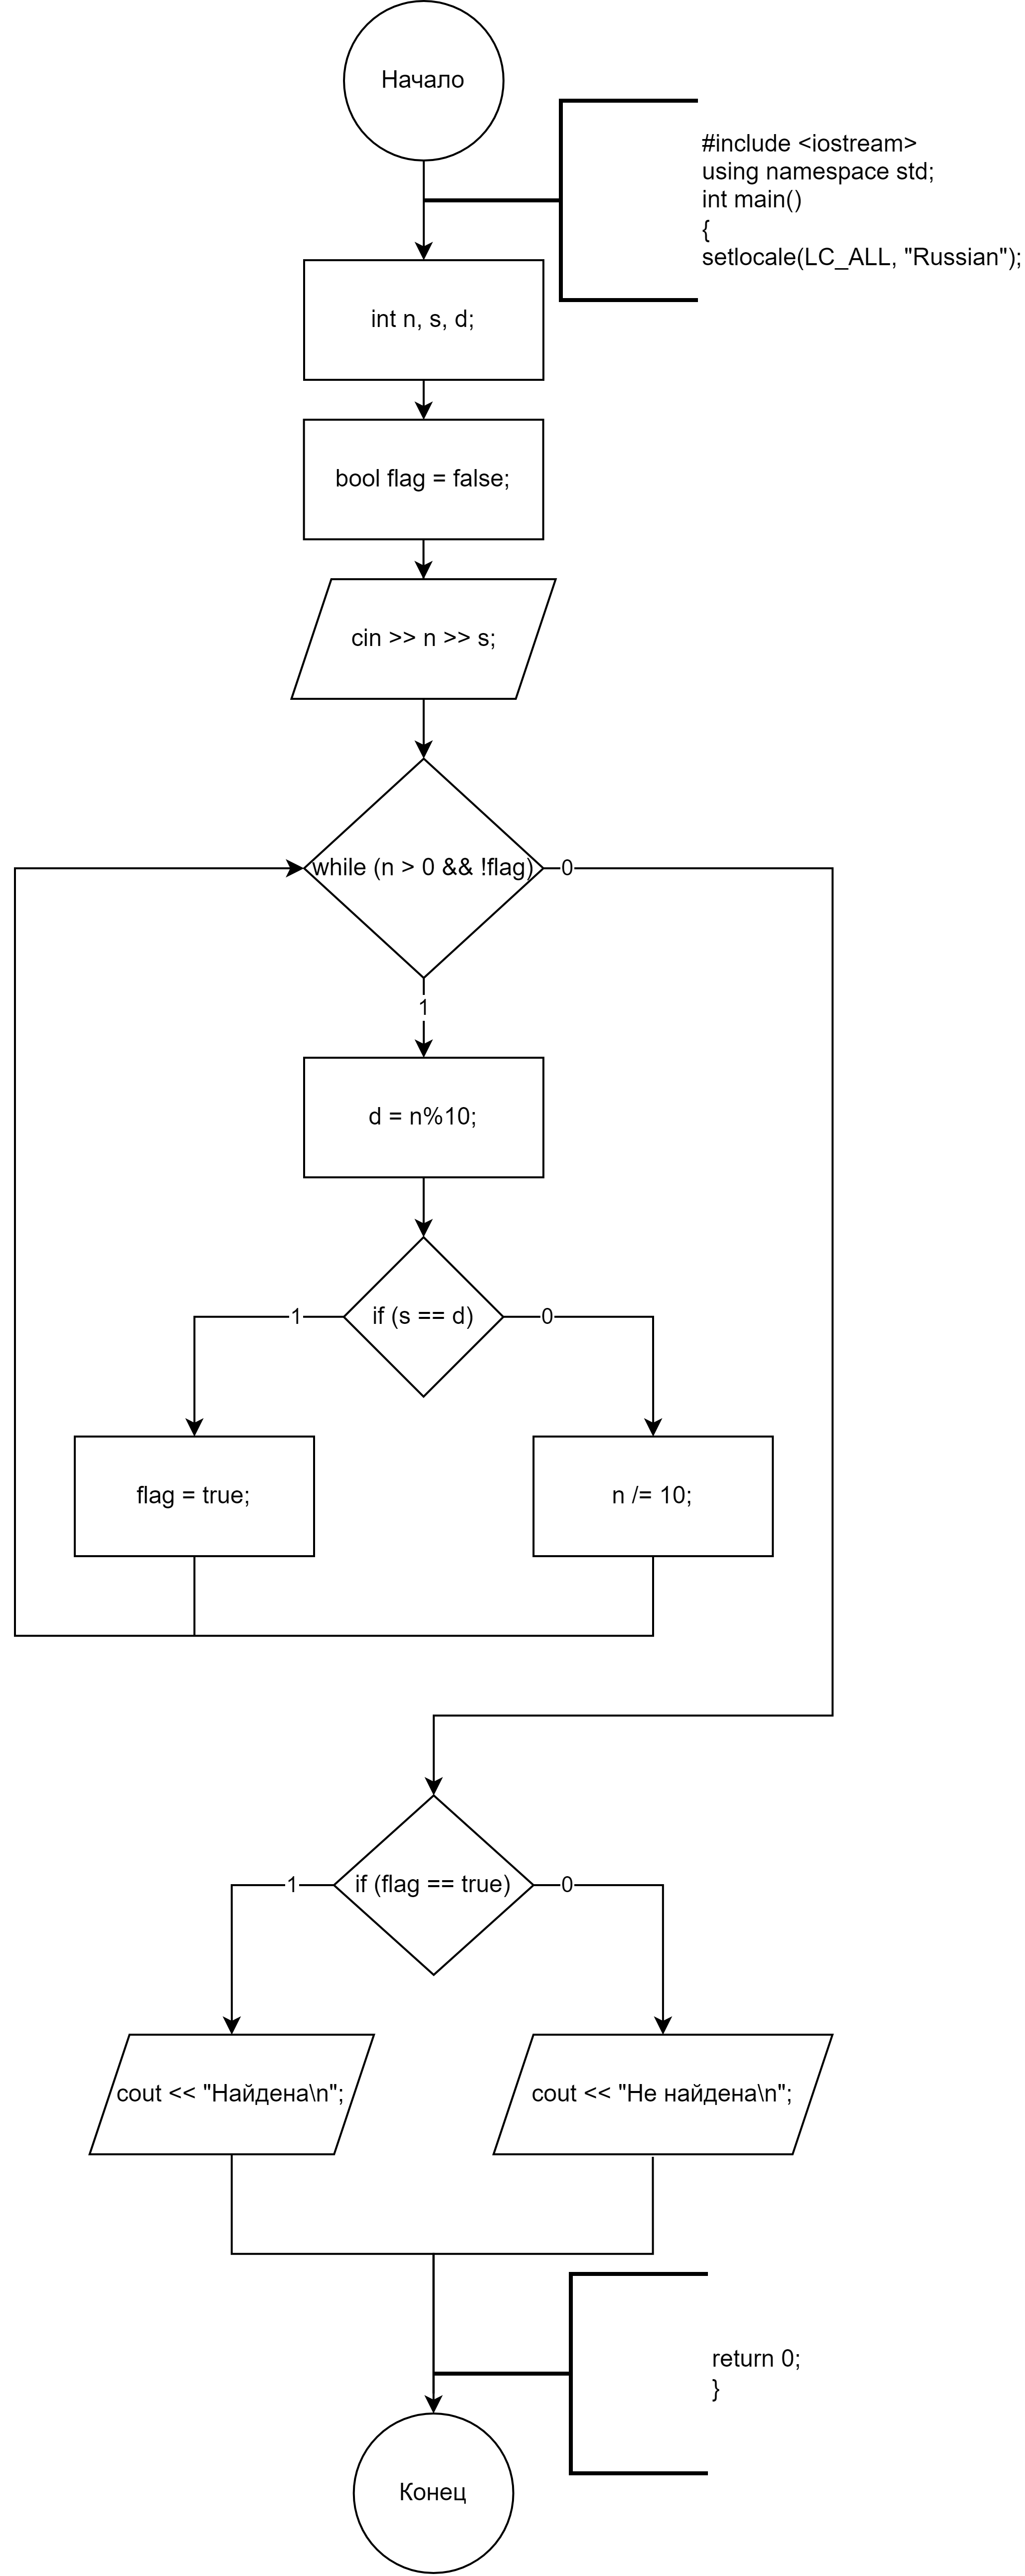 Начало
#include <iostream>
using namespace std;
int main()
{
setlocale(LC_ALL, "Russian");
int n, s, d;
bool flag = false;
cin >> n >> s;
while (n > 0 && !flag)
0
1
d = n%10;
if (s == d)
1
0
flag = true;
n /= 10;
if (flag == true)
1
0
cout << "Найдена\n";
cout << "Не найдена\n";
return 0;
}
Конец